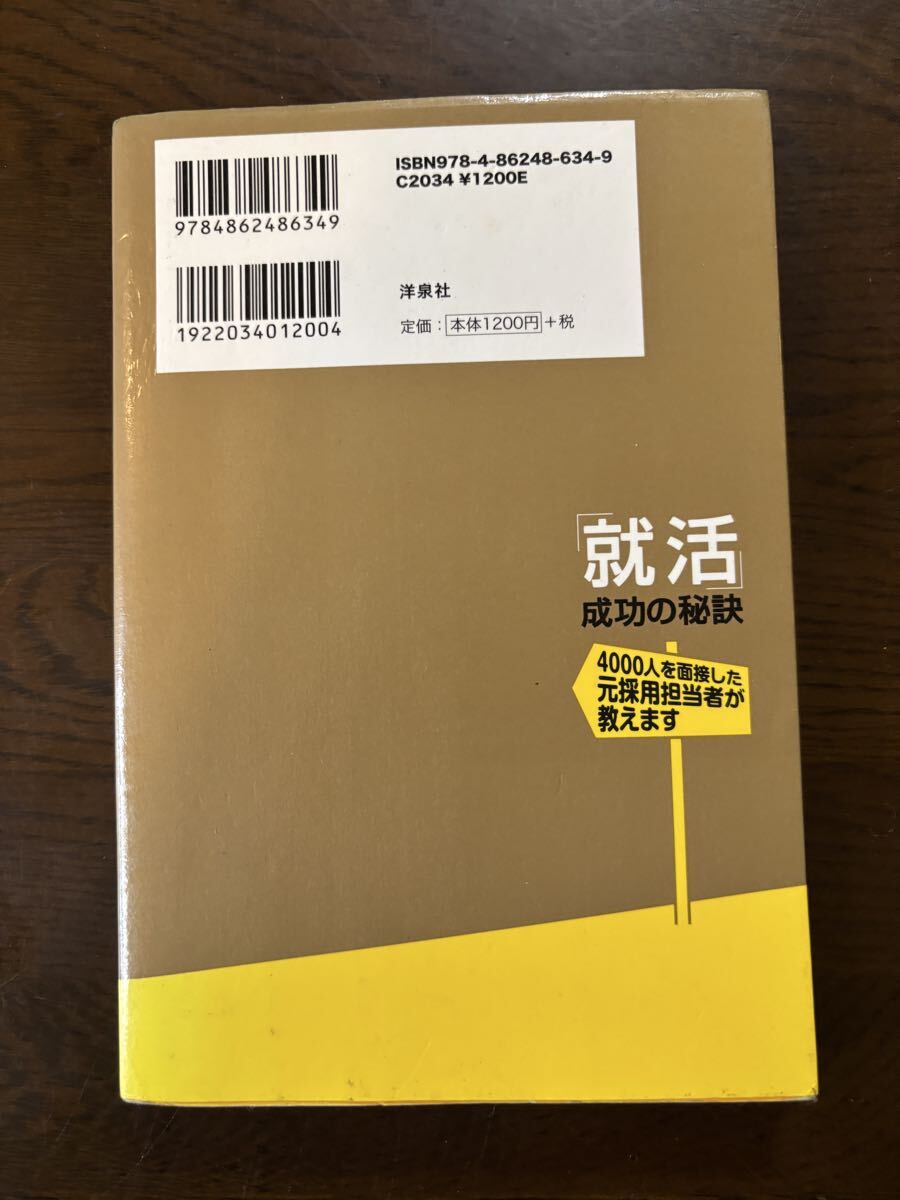 ISBN978-4-86248-634-9
C2034 ¥1200E
9784862486349
1922034012004
洋泉社
定価：本体1200円＋税
「就活」
成功の秘訣
4000人を面接した
元採用担当者が
教えます